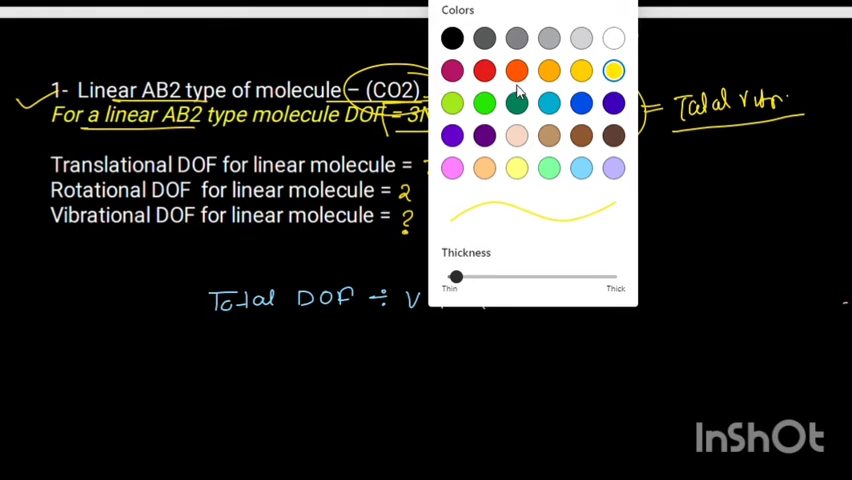 Colors
1- Linear AB2 type of molecule – (CO2)
For a linear AB2 type molecule DOF = 3N
= Total
Translational DOF for linear molecule =
Rotational DOF for linear molecule = 2
Vibrational DOF for linear molecule = ?
Thickness
Thin Thick
Total DOF ÷ V
InShOt